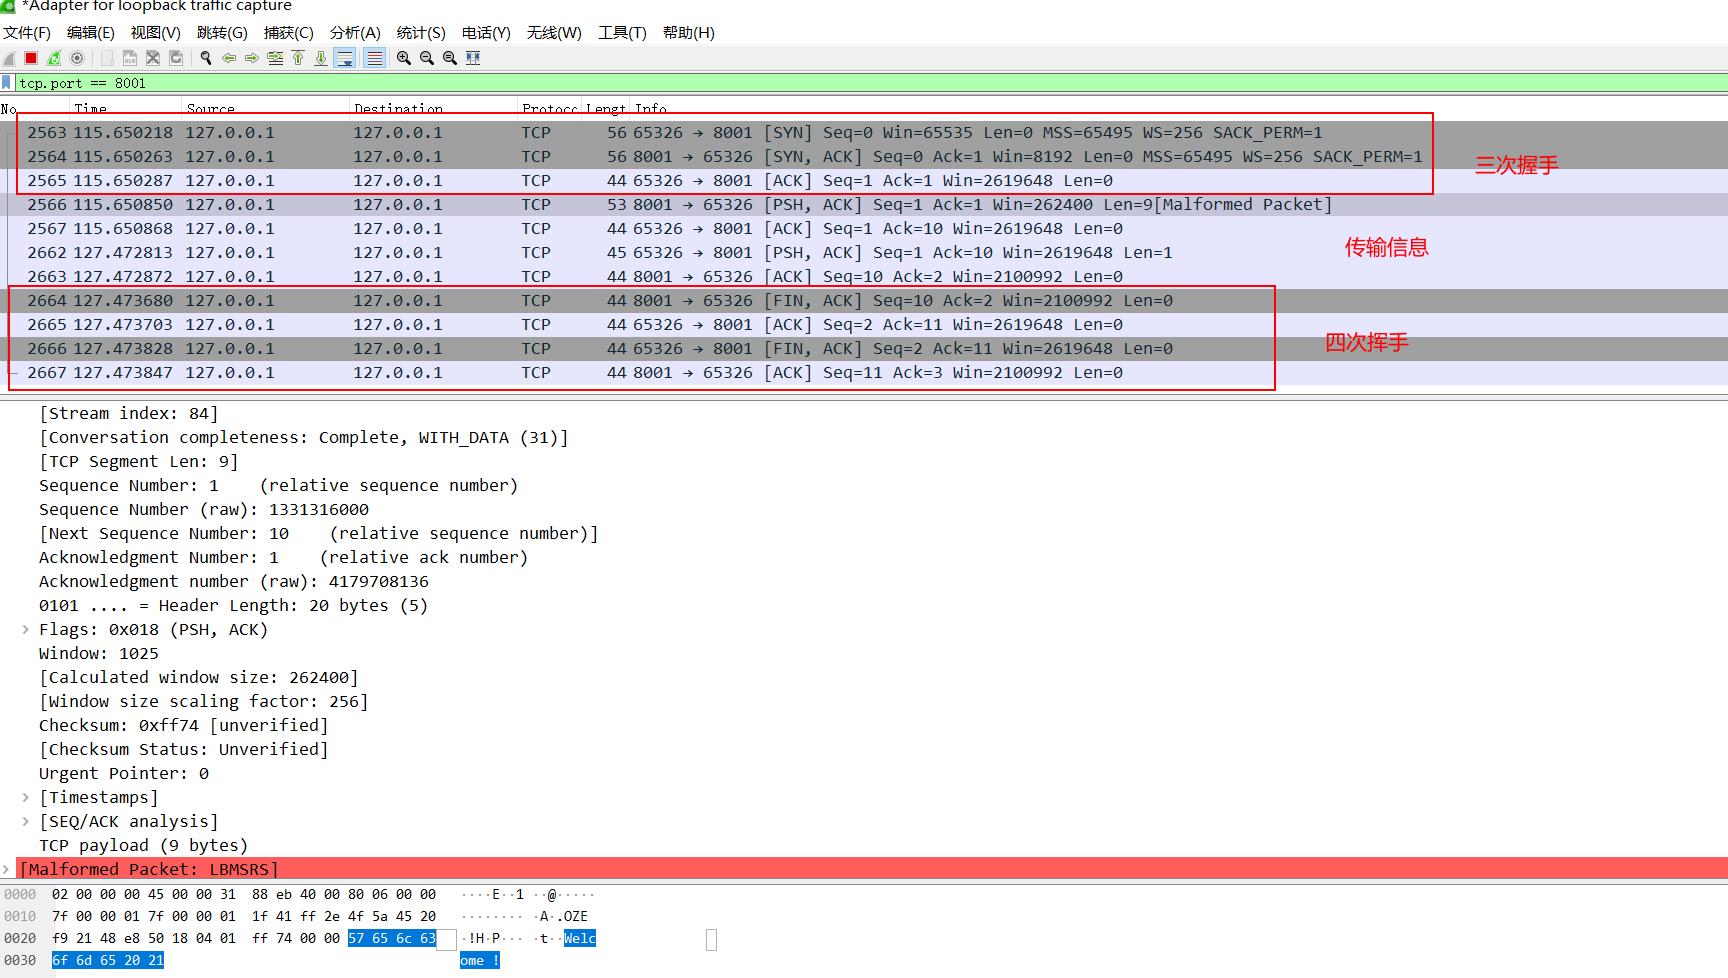 *Adapter for loopback traffic capture
文件(F) 编辑(E) 视图(V) 跳转(G) 捕获(C) 分析(A) 统计(S) 电话(Y) 无线(W) 工具(T) 帮助(H)
tcp.port == 8001
No Time Source Destination Protocc Lengt Info
2563 115.650218 127.0.0.1 127.0.0.1 TCP 56 65326 → 8001 [SYN] Seq=0 Win=65535 Len=0 MSS=65495 WS=256 SACK_PERM=1
2564 115.650263 127.0.0.1 127.0.0.1 TCP 56 8001 → 65326 [SYN, ACK] Seq=0 Ack=1 Win=8192 Len=0 MSS=65495 WS=256 SACK_PERM=1
三次握手
2565 115.650287 127.0.0.1 127.0.0.1 TCP 44 65326 → 8001 [ACK] Seq=1 Ack=1 Win=2619648 Len=0
2566 115.650850 127.0.0.1 127.0.0.1 TCP 53 8001 → 65326 [PSH, ACK] Seq=1 Ack=1 Win=262400 Len=9[Malformed Packet]
2567 115.650868 127.0.0.1 127.0.0.1 TCP 44 65326 → 8001 [ACK] Seq=1 Ack=10 Win=2619648 Len=0
传输信息
2662 127.472813 127.0.0.1 127.0.0.1 TCP 45 65326 → 8001 [PSH, ACK] Seq=1 Ack=10 Win=2619648 Len=1
2663 127.472872 127.0.0.1 127.0.0.1 TCP 44 8001 → 65326 [ACK] Seq=10 Ack=2 Win=2100992 Len=0
2664 127.473680 127.0.0.1 127.0.0.1 TCP 44 8001 → 65326 [FIN, ACK] Seq=10 Ack=2 Win=2100992 Len=0
2665 127.473703 127.0.0.1 127.0.0.1 TCP 44 65326 → 8001 [ACK] Seq=2 Ack=11 Win=2619648 Len=0
四次挥手
2666 127.473828 127.0.0.1 127.0.0.1 TCP 44 65326 → 8001 [FIN, ACK] Seq=2 Ack=11 Win=2619648 Len=0
2667 127.473847 127.0.0.1 127.0.0.1 TCP 44 8001 → 65326 [ACK] Seq=11 Ack=3 Win=2100992 Len=0
[Stream index: 84]
[Conversation completeness: Complete, WITH_DATA (31)]
[TCP Segment Len: 9]
Sequence Number: 1 (relative sequence number)
Sequence Number (raw): 1331316000
[Next Sequence Number: 10 (relative sequence number)]
Acknowledgment Number: 1 (relative ack number)
Acknowledgment number (raw): 4179708136
0101 .... = Header Length: 20 bytes (5)
Flags: 0x018 (PSH, ACK)
Window: 1025
[Calculated window size: 262400]
[Window size scaling factor: 256]
Checksum: 0xff74 [unverified]
[Checksum Status: Unverified]
Urgent Pointer: 0
[Timestamps]
[SEQ/ACK analysis]
TCP payload (9 bytes)
[Malformed Packet: LBMSRS]
0000 02 00 00 00 45 00 00 31 88 eb 40 00 80 06 00 00 ····E··1 ··@·····
0010 7f 00 00 01 7f 00 00 01 1f 41 ff 2e 4f 5a 45 20 ········ ·A·.OZE
0020 f9 21 48 e8 50 18 04 01 ff 74 00 00 57 65 6c 63 ·!H·P··· ·t··Welc
0030 6f 6d 65 20 21 ome !